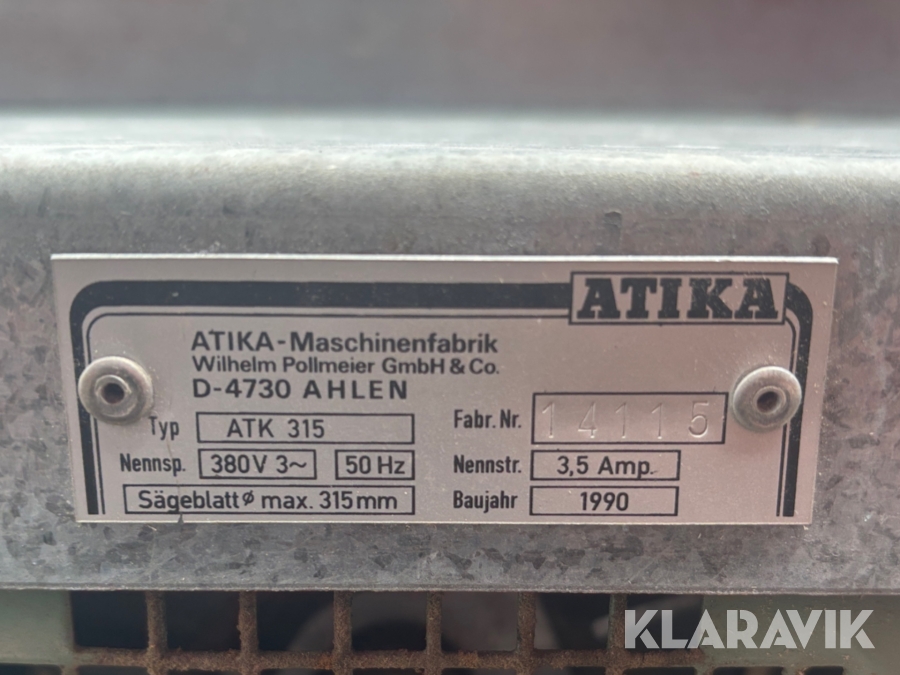 ATIKA
ATIKA-Maschinenfabrik
Wilhelm Pollmeier GmbH & Co.
D-4730 AHLEN
Typ ATK 315 Fabr. Nr. 14115
Nennsp. 380V 3~ 50 Hz Nennstr. 3,5 Amp.
Sägeblatt ø max. 315 mm Baujahr 1990
KLARAVIK